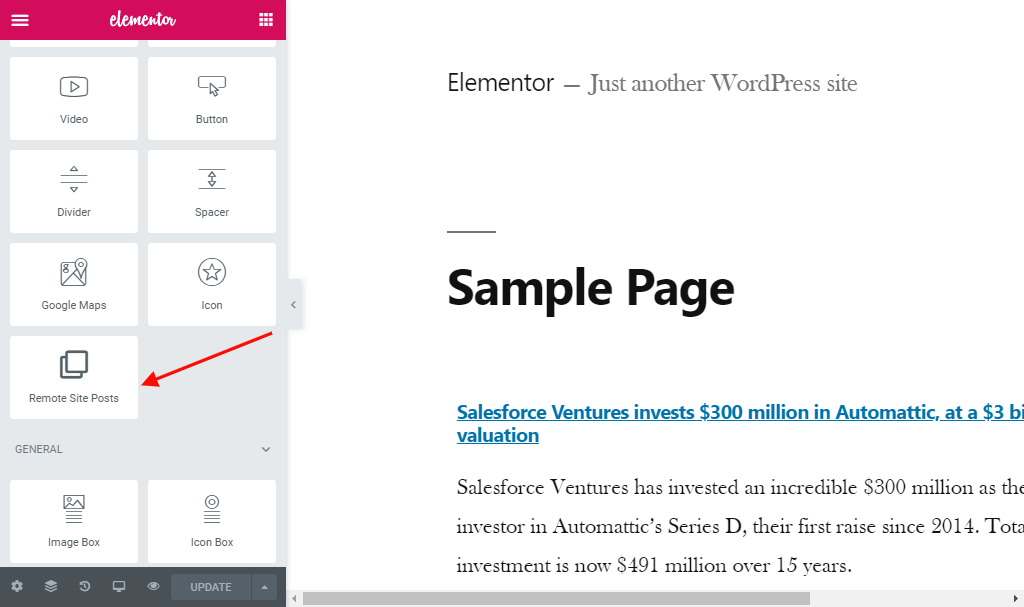 elementor
Video
Button
Divider
Spacer
Google Maps
Icon
Remote Site Posts
GENERAL
Image Box
Icon Box
UPDATE
Elementor — Just another WordPress site
Sample Page
Salesforce Ventures invests $300 million in Automattic, at a $3 bi
valuation
Salesforce Ventures has invested an incredible $300 million as the
investor in Automattic’s Series D, their first raise since 2014. Tota
investment is now $491 million over 15 years.